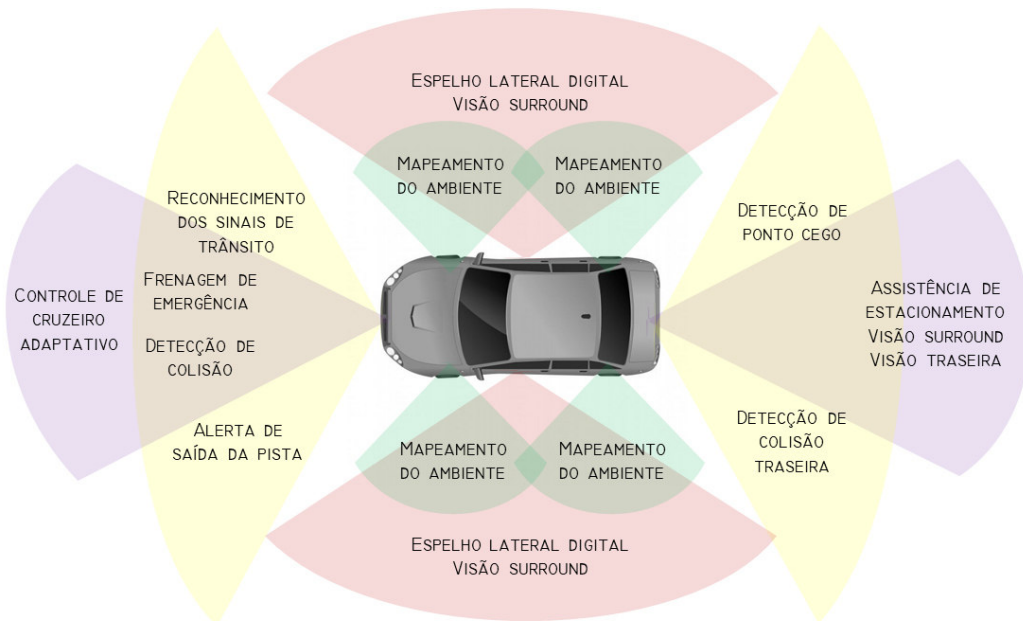 ESPELHO LATERAL DIGITAL
VISÃO SURROUND
MAPEAMENTO
DO AMBIENTE
MAPEAMENTO
DO AMBIENTE
RECONHECIMENTO
DOS SINAIS DE
TRÂNSITO
FRENAGEM DE
EMERGÊNCIA
CONTROLE DE
CRUZEIRO
ADAPTATIVO
DETECÇÃO DE
COLISÃO
ALERTA DE
SAÍDA DA PISTA
DETECÇÃO DE
PONTO CEGO
ASSISTÊNCIA DE
ESTACIONAMENTO
VISÃO SURROUND
VISÃO TRASEIRA
DETECÇÃO DE
COLISÃO
TRASEIRA
MAPEAMENTO
DO AMBIENTE
MAPEAMENTO
DO AMBIENTE
ESPELHO LATERAL DIGITAL
VISÃO SURROUND